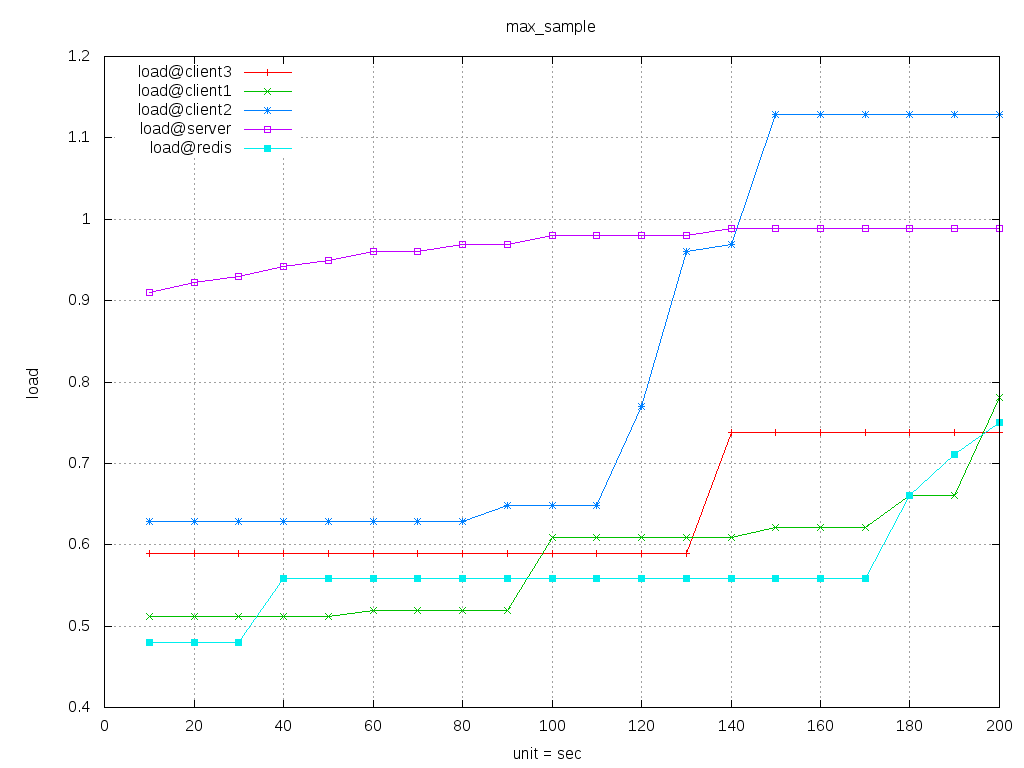 max_sample
1.2
load@client3
load@client1
load@client2
load@server
load@redis
1.1
1
0.9
0.8
load
0.7
0.6
0.5
0.4
0 20 40 60 80 100 120 140 160 180 200
unit = sec